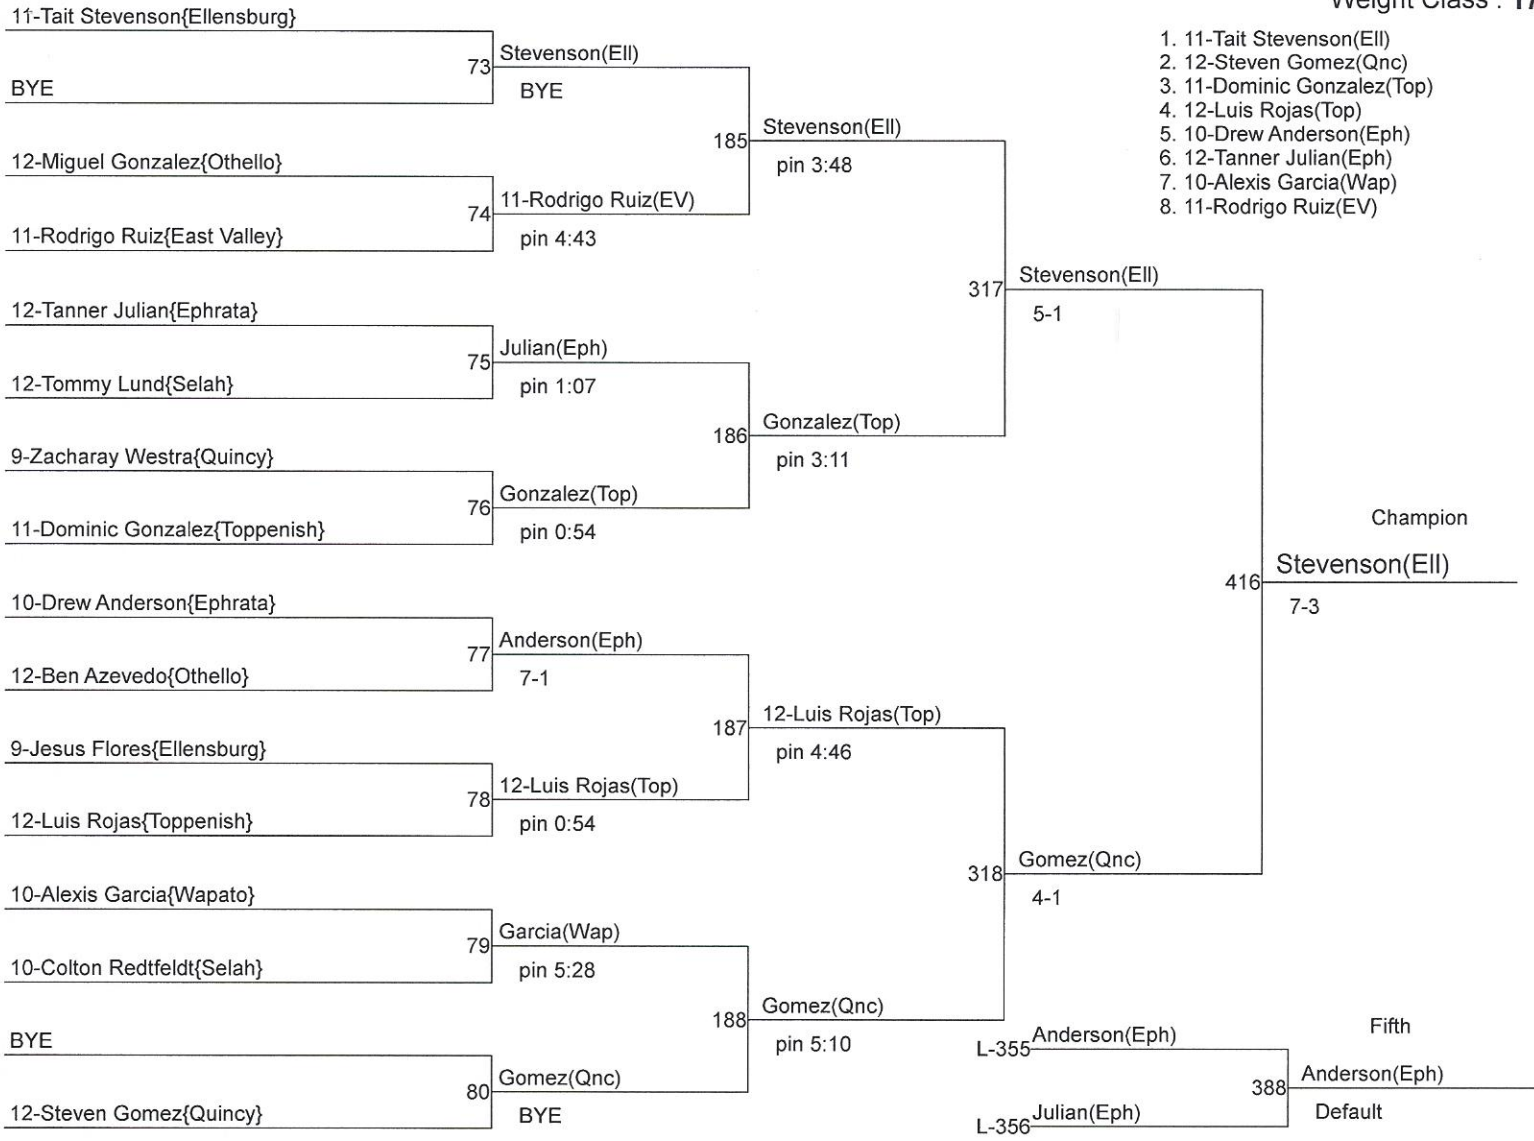 Weight Class : 17
1. 11-Tait Stevenson(Ell)
2. 12-Steven Gomez(Qnc)
3. 11-Dominic Gonzalez(Top)
4. 12-Luis Rojas(Top)
5. 10-Drew Anderson(Eph)
6. 12-Tanner Julian(Eph)
7. 10-Alexis Garcia(Wap)
8. 11-Rodrigo Ruiz(EV)
11-Tait Stevenson{Ellensburg}
73
Stevenson(Ell)
BYE
BYE
185
Stevenson(Ell)
pin 3:48
12-Miguel Gonzalez{Othello}
74
11-Rodrigo Ruiz(EV)
pin 4:43
11-Rodrigo Ruiz{East Valley}
317
Stevenson(Ell)
5-1
12-Tanner Julian{Ephrata}
75
Julian(Eph)
pin 1:07
12-Tommy Lund{Selah}
186
Gonzalez(Top)
pin 3:11
9-Zacharay Westra{Quincy}
76
Gonzalez(Top)
pin 0:54
11-Dominic Gonzalez{Toppenish}
Champion
416
Stevenson(Ell)
7-3
10-Drew Anderson{Ephrata}
77
Anderson(Eph)
7-1
12-Ben Azevedo{Othello}
187
12-Luis Rojas(Top)
pin 4:46
9-Jesus Flores{Ellensburg}
78
12-Luis Rojas(Top)
pin 0:54
12-Luis Rojas{Toppenish}
318
Gomez(Qnc)
4-1
10-Alexis Garcia{Wapato}
79
Garcia(Wap)
pin 5:28
10-Colton Redtfeldt{Selah}
188
Gomez(Qnc)
pin 5:10
BYE
80
Gomez(Qnc)
BYE
12-Steven Gomez{Quincy}
Fifth
L-355
Anderson(Eph)
388
Anderson(Eph)
Default
L-356
Julian(Eph)